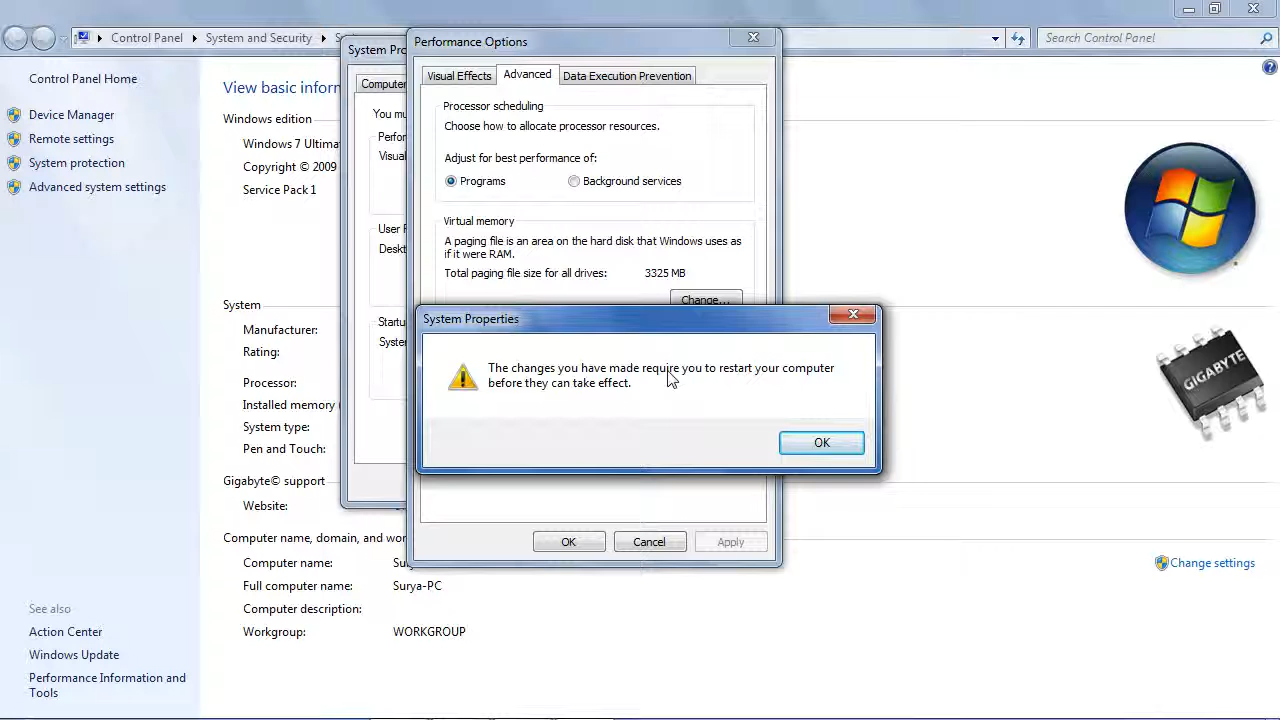 Control Panel
System and Security
Search Control Panel
Control Panel Home
Device Manager
Remote settings
System protection
Advanced system settings
See also
Action Center
Windows Update
Performance Information and
Tools
View basic inforn
Windows edition
Windows 7 Ultima
Copyright © 2009
Service Pack 1
System
Manufacturer:
Rating:
Processor:
Installed memory (
System type:
Pen and Touch:
Gigabyte© support
Website:
Computer name, domain, and wor
Computer name:
Full computer name: Surya-PC
Computer description:
Workgroup: WORKGROUP
Change settings
GIGABYTE
System Pro
Computer
You mu
Perfor
Visual
User P
Deskt
Startu
System
Performance Options
Visual Effects
Advanced
Data Execution Prevention
Processor scheduling
Choose how to allocate processor resources.
Adjust for best performance of:
Programs
Background services
Virtual memory
A paging file is an area on the hard disk that Windows uses as
if it were RAM.
Total paging file size for all drives: 3325 MB
Change...
OK
Cancel
Apply
System Properties
The changes you have made require you to restart your computer
before they can take effect.
OK